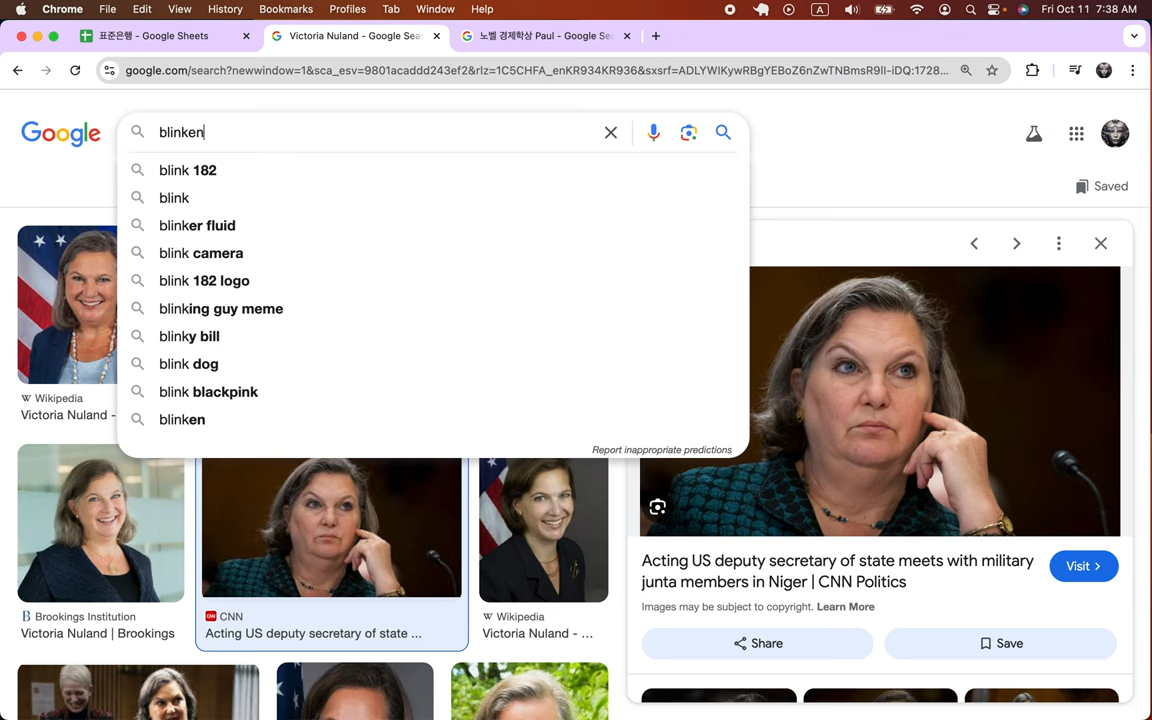 Chrome File Edit View History Bookmarks Profiles Tab Window Help A Fri Oct 11 7:38 AM
표준은행 - Google Sheets
Victoria Nuland - Google Sea
노벨 경제학상 Paul - Google Se
google.com/search?newwindow=1&sca_esv=9801acaddd243ef2&rlz=1C5CHFA_enKR934KR936&sxsrf=ADLYWIKywRBgYEBoZ6nZwTNBmsR9lI-iDQ:1728...
Google
blinken
Saved
blink 182
blink
blinker fluid
blink camera
blink 182 logo
blinking guy meme
blinky bill
blink dog
blink blackpink
blinken
Report inappropriate predictions
W Wikipedia
Victoria Nuland -
B Brookings Institution
Victoria Nuland | Brookings
CNN CNN
Acting US deputy secretary of state ...
W Wikipedia
Victoria Nuland - ...
Acting US deputy secretary of state meets with military
junta members in Niger | CNN Politics
Visit
Images may be subject to copyright. Learn More
Share
Save